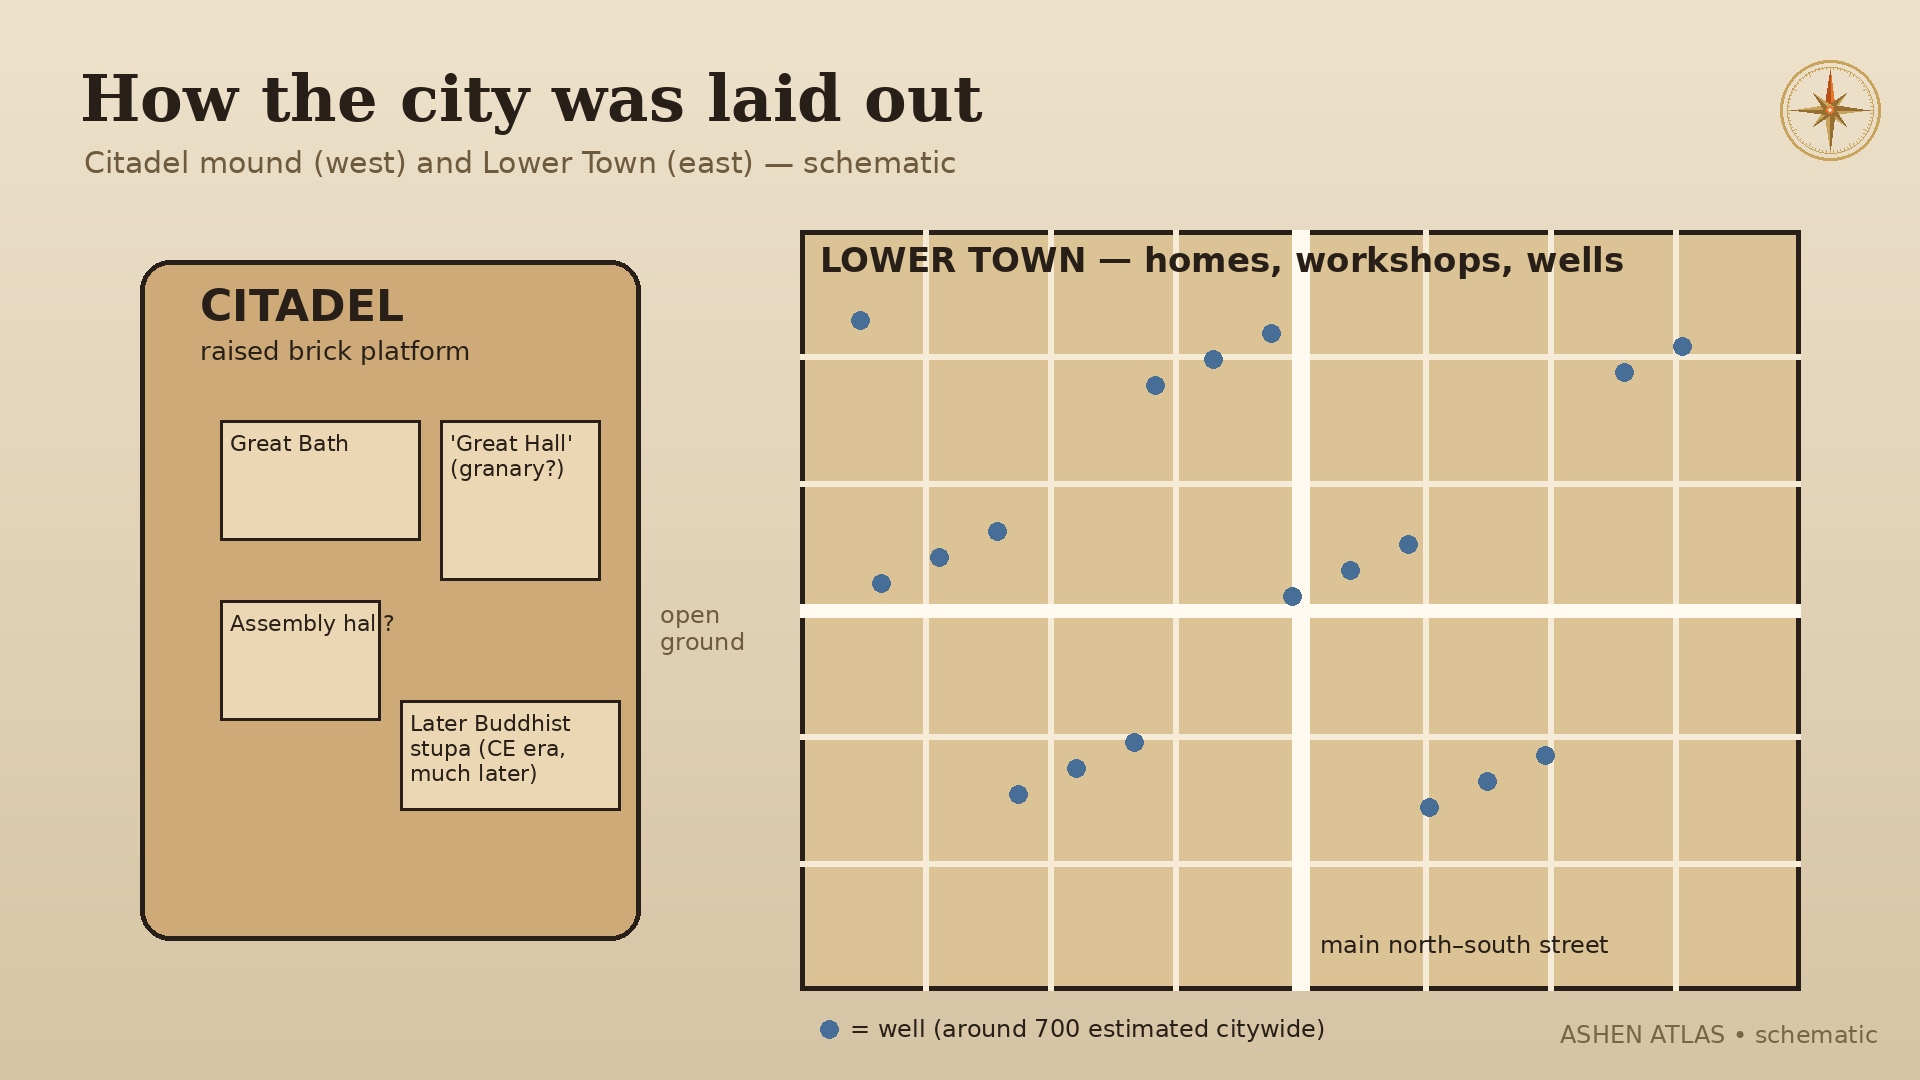 How the city was laid out
Citadel mound (west) and Lower Town (east) — schematic
CITADEL
raised brick platform
Great Bath
'Great Hall'
(granary?)
Assembly hall?
Later Buddhist
stupa (CE era,
much later)
open
ground
LOWER TOWN — homes, workshops, wells
main north–south street
= well (around 700 estimated citywide)
ASHEN ATLAS • schematic